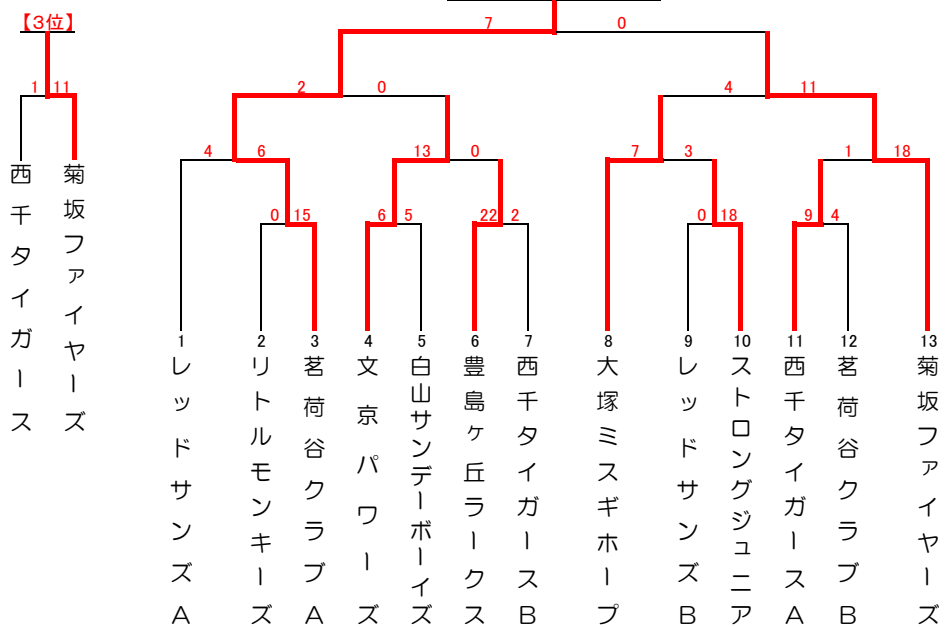 【3位】
7 0
1 11
2 0
4 11
4 6
13 0
7 3
1 18
0 15
6 5
22 2
0 18
9 4
西千タイガース
菊坂ファイヤーズ
1
レッドサンズA
2
リトルモンキーズ
3
茗荷谷クラブA
4
文京パワーズ
5
白山サンデーボーイズ
6
豊島ヶ丘ラークス
7
西千タイガースB
8
大塚ミスギホープ
9
レッドサンズB
10
ストロングジュニア
11
西千タイガースA
12
茗荷谷クラブB
13
菊坂ファイヤーズ